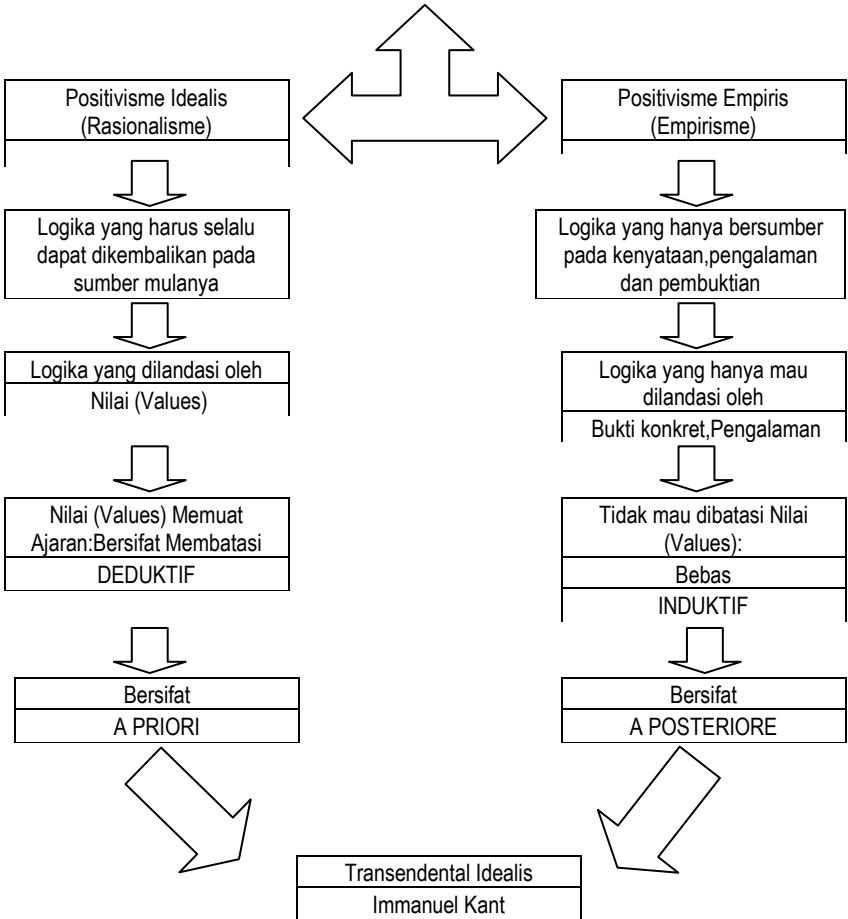 Positivisme Idealis
(Rasionalisme)
Logika yang harus selalu
dapat dikembalikan pada
sumber mulanya
Logika yang dilandasi oleh
Nilai (Values)
Nilai (Values) Memuat
Ajaran:Bersifat Membatasi
DEDUKTIF
Bersifat
A PRIORI
Positivisme Empiris
(Empirisme)
Logika yang hanya bersumber
pada kenyataan,pengalaman
dan pembuktian
Logika yang hanya mau
dilandasi oleh
Bukti konkret,Pengalaman
Tidak mau dibatasi Nilai
(Values):
Bebas
INDUKTIF
Bersifat
A POSTERIORE
Transendental Idealis
Immanuel Kant